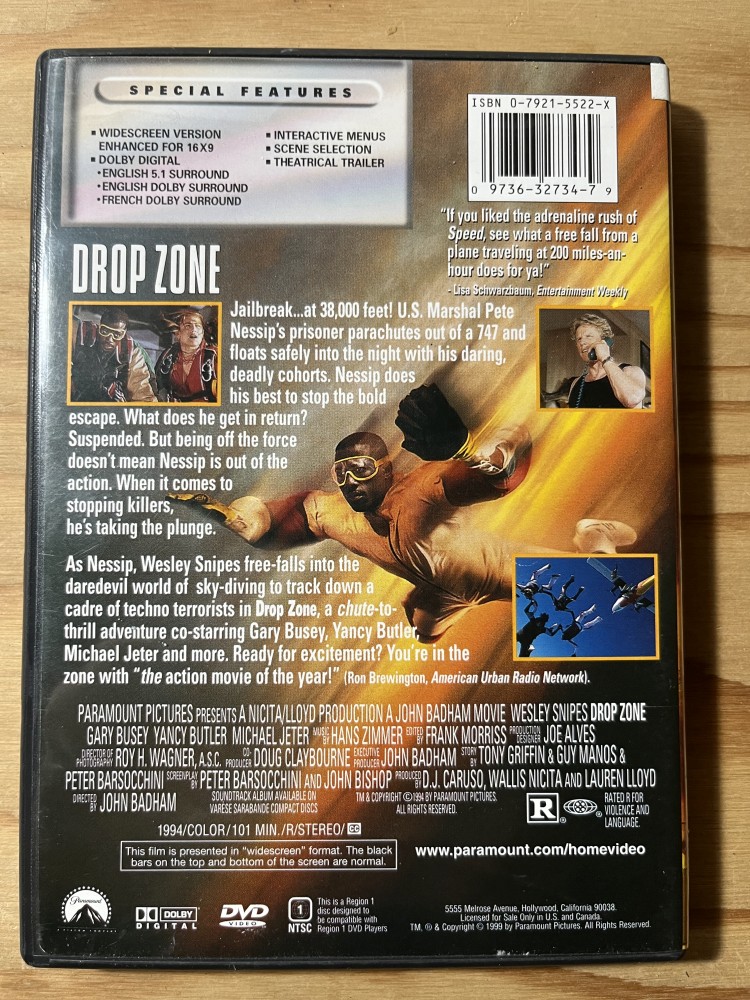 SPECIAL FEATURES
▪ WIDESCREEN VERSION
ENHANCED FOR 16X9
▪ DOLBY DIGITAL
•ENGLISH 5.1 SURROUND
•ENGLISH DOLBY SURROUND
•FRENCH DOLBY SURROUND
▪ INTERACTIVE MENUS
▪ SCENE SELECTION
▪ THEATRICAL TRAILER
ISBN 0-7921-5522-X
0 9736-32734-7 9
"If you liked the adrenaline rush of
Speed, see what a free fall from a
plane traveling at 200 miles-an-
hour does for ya!"
- Lisa Schwarzbaum, Entertainment Weekly
DROP ZONE
Jailbreak...at 38,000 feet! U.S. Marshal Pete
Nessip's prisoner parachutes out of a 747 and
floats safely into the night with his daring,
deadly cohorts. Nessip does
his best to stop the bold
escape. What does he get in return?
Suspended. But being off the force
doesn't mean Nessip is out of the
action. When it comes to
stopping killers,
he's taking the plunge.
As Nessip, Wesley Snipes free-falls into the
daredevil world of sky-diving to track down a
cadre of techno terrorists in Drop Zone, a chute-to-
thrill adventure co-starring Gary Busey, Yancy Butler,
Michael Jeter and more. Ready for excitement? You're in the
zone with "the action movie of the year!" (Ron Brewington, American Urban Radio Network).
PARAMOUNT PICTURES PRESENTS A NICITA/LLOYD PRODUCTION A JOHN BADHAM MOVIE WESLEY SNIPES DROP ZONE
GARY BUSEY YANCY BUTLER MICHAEL JETER MUSIC BY HANS ZIMMER EDITED BY FRANK MORRISS PRODUCTION DESIGNER JOE ALVES
DIRECTOR OF PHOTOGRAPHY ROY H. WAGNER, A.S.C. CO-PRODUCER DOUG CLAYBOURNE EXECUTIVE PRODUCER JOHN BADHAM STORY BY TONY GRIFFIN & GUY MANOS &
PETER BARSOCCHINI SCREENPLAY BY PETER BARSOCCHINI AND JOHN BISHOP PRODUCED BY D.J. CARUSO, WALLIS NICITA AND LAUREN LLOYD
DIRECTED BY JOHN BADHAM
SOUNDTRACK ALBUM AVAILABLE ON
VARESE SARABANDE COMPACT DISCS
TM & COPYRIGHT ©1994 BY PARAMOUNT PICTURES.
ALL RIGHTS RESERVED.
R ®
RATED R FOR
VIOLENCE AND
LANGUAGE.
1994/COLOR/101 MIN./R/STEREO/CC
This film is presented in "widescreen" format. The black
bars on the top and bottom of the screen are normal.
www.paramount.com/homevideo
Paramount
DOLBY
DIGITAL
DVD
VIDEO
1
NTSC
This is a Region 1
disc designed to
be compatible with
Region 1 DVD Players
5555 Melrose Avenue, Hollywood, California 90038.
Licensed for Sale Only in U.S. and Canada.
TM, ® & Copyright © 1999 by Paramount Pictures. All Rights Reserved.